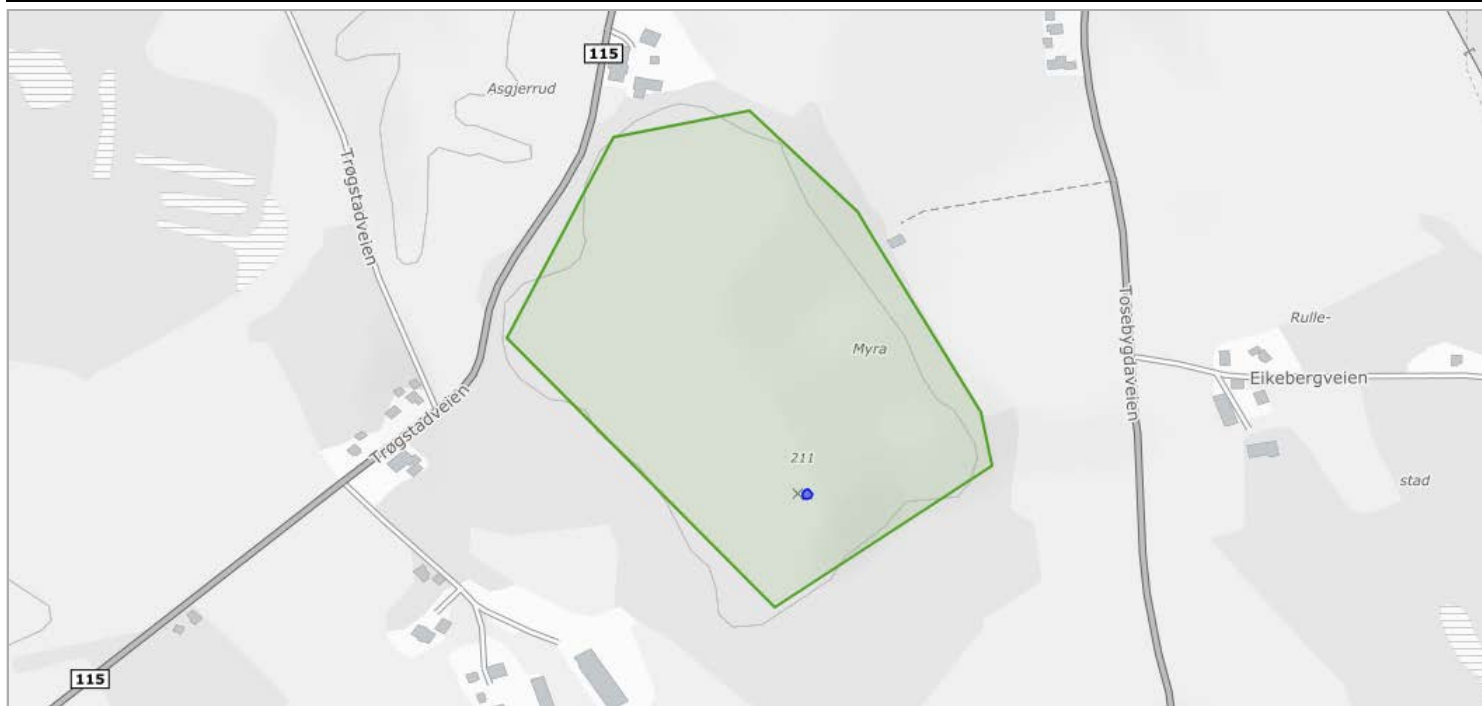 115
Asgjerrud
Trøgstadveien
Tosebygdaveien
Rulle-
Myra
Eikebergveien
Trøgstadveien
211
stad
115